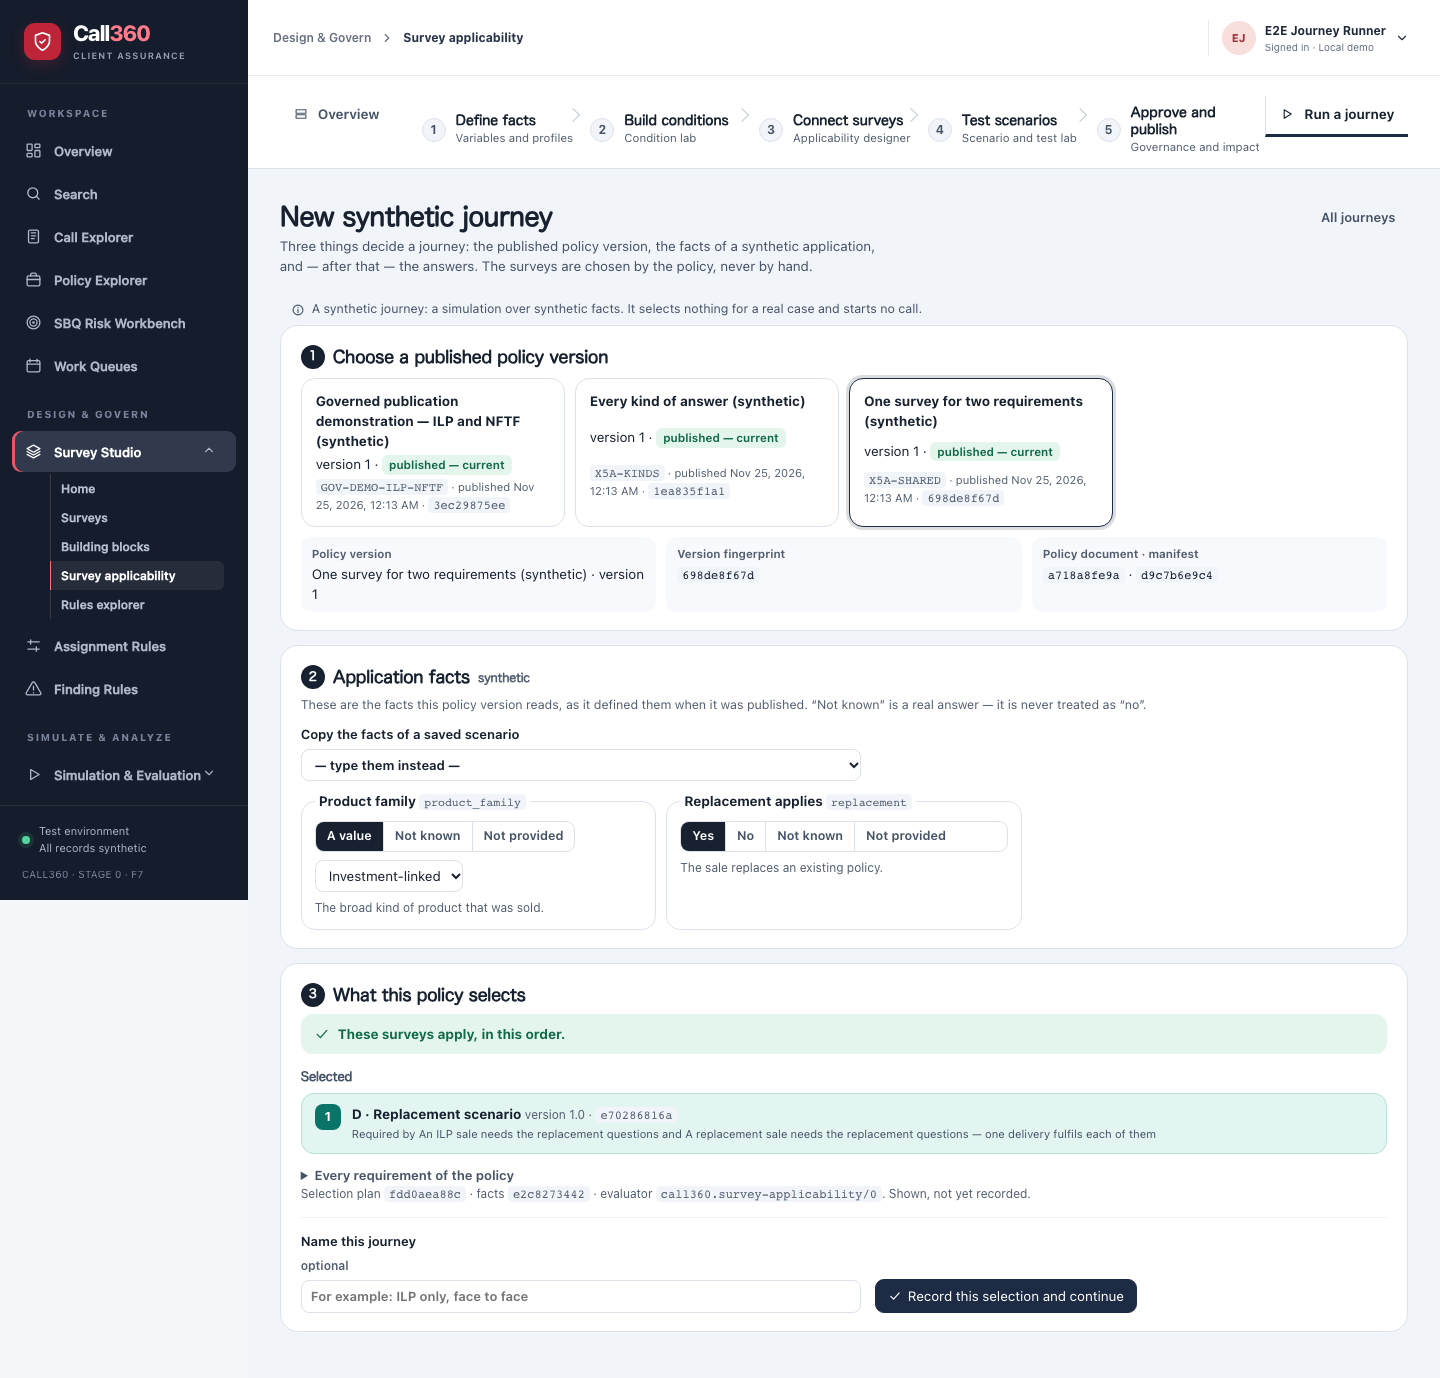 Call360
CLIENT ASSURANCE
WORKSPACE
Overview
Search
Call Explorer
Policy Explorer
SBQ Risk Workbench
Work Queues
DESIGN & GOVERN
Survey Studio
Home
Surveys
Building blocks
Survey applicability
Rules explorer
Assignment Rules
Finding Rules
SIMULATE & ANALYZE
Simulation & Evaluation
Test environment
All records synthetic
CALL360 · STAGE 0 · F7
Design & Govern > Survey applicability
EJ
E2E Journey Runner
Signed in · Local demo
Overview
1 Define facts
Variables and profiles
2 Build conditions
Condition lab
3 Connect surveys
Applicability designer
4 Test scenarios
Scenario and test lab
5 Approve and
publish
Governance and impact
Run a journey
New synthetic journey
All journeys
Three things decide a journey: the published policy version, the facts of a synthetic application,
and — after that — the answers. The surveys are chosen by the policy, never by hand.
A synthetic journey: a simulation over synthetic facts. It selects nothing for a real case and starts no call.
1 Choose a published policy version
Governed publication
demonstration — ILP and NFTF
(synthetic)
version 1 · published — current
GOV-DEMO-ILP-NFTF · published Nov
25, 2026, 12:13 AM · 3ec29875ee
Every kind of answer (synthetic)
version 1 · published — current
X5A-KINDS · published Nov 25, 2026,
12:13 AM · 1ea835f1a1
One survey for two requirements
(synthetic)
version 1 · published — current
X5A-SHARED · published Nov 25, 2026,
12:13 AM · 698de8f67d
Policy version
One survey for two requirements (synthetic) · version
1
Version fingerprint
698de8f67d
Policy document · manifest
a718a8fe9a · d9c7b6e9c4
2 Application facts synthetic
These are the facts this policy version reads, as it defined them when it was published. “Not known” is a real answer — it is never treated as “no”.
Copy the facts of a saved scenario
— type them instead —
Product family product_family
A value Not known Not provided
Investment-linked
The broad kind of product that was sold.
Replacement applies replacement
Yes No Not known Not provided
The sale replaces an existing policy.
3 What this policy selects
These surveys apply, in this order.
Selected
1 D · Replacement scenario version 1.0 · e70286816a
Required by An ILP sale needs the replacement questions and A replacement sale needs the replacement questions — one delivery fulfils each of them
Every requirement of the policy
Selection plan fdd0aea88c · facts e2c8273442 · evaluator call360.survey-applicability/0. Shown, not yet recorded.
Name this journey
optional
For example: ILP only, face to face
Record this selection and continue